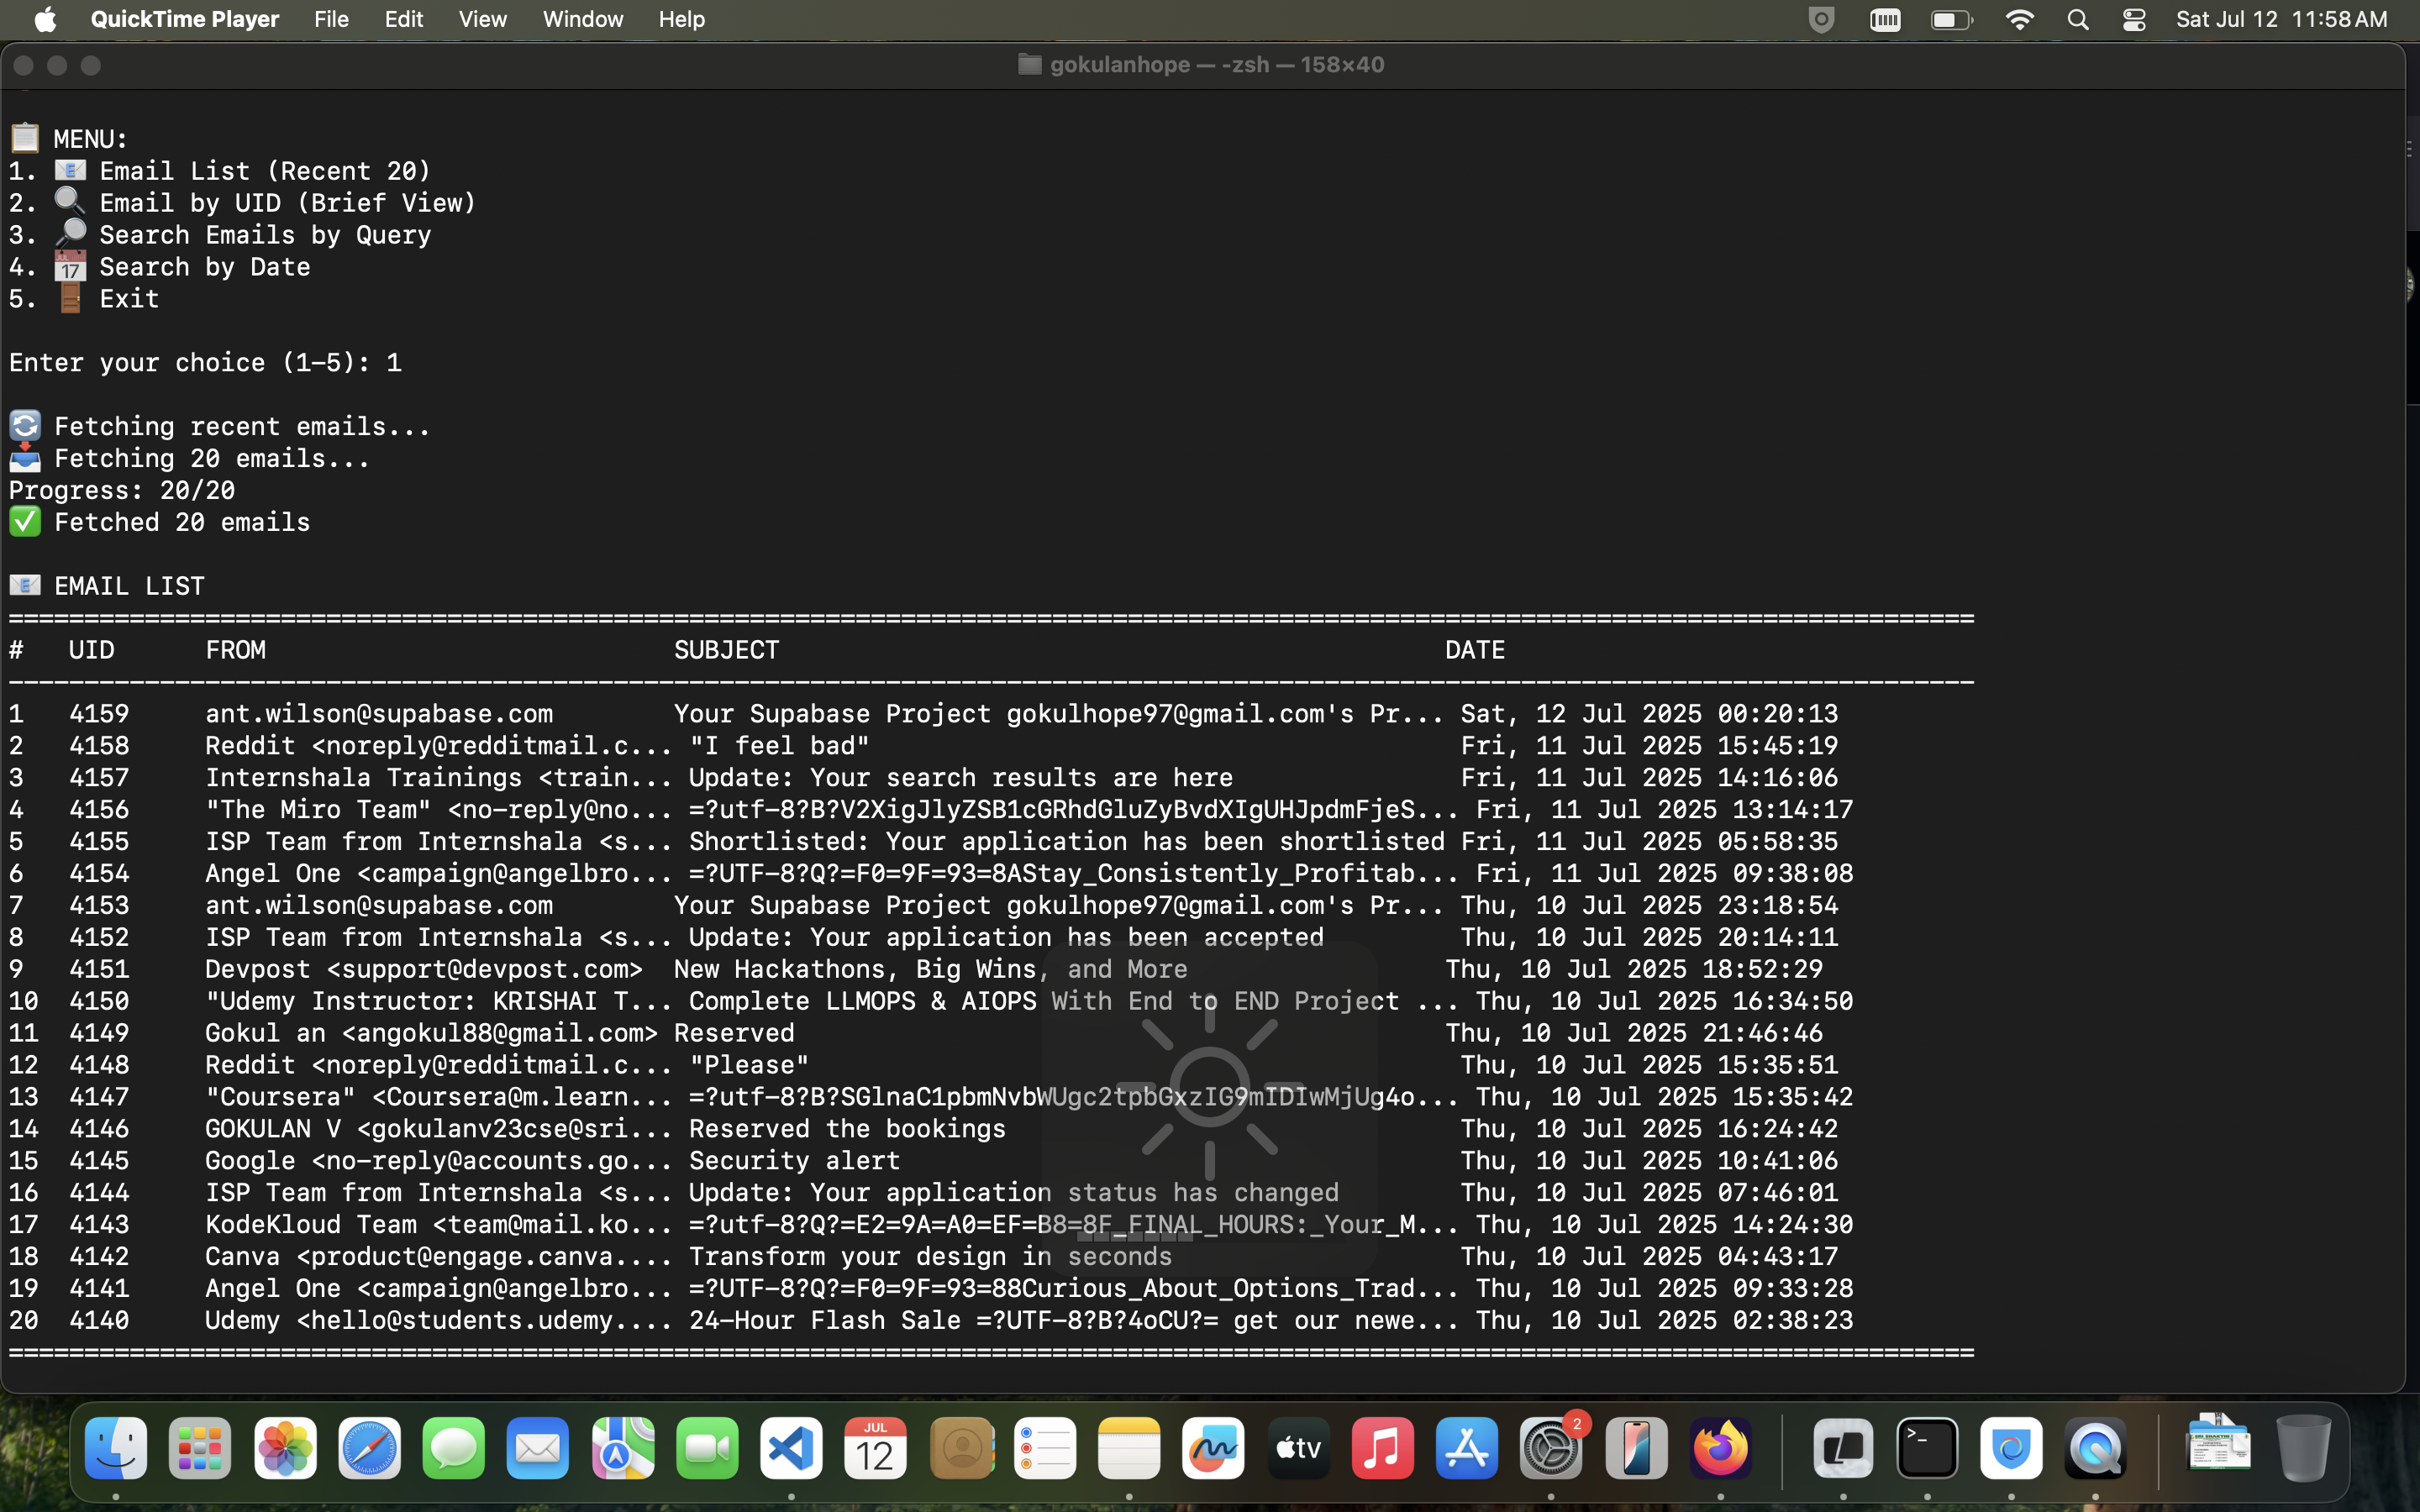 QuickTime Player File Edit View Window Help Sat Jul 12 11:58 AM
gokulanhope — -zsh — 158×40
MENU:
1. Email List (Recent 20)
2. Email by UID (Brief View)
3. Search Emails by Query
4. Search by Date
5. Exit
Enter your choice (1-5): 1
Fetching recent emails...
Fetching 20 emails...
Progress: 20/20
Fetched 20 emails
EMAIL LIST
# UID FROM SUBJECT DATE
1 4159 ant.wilson@supabase.com Your Supabase Project gokulhope97@gmail.com's Pr... Sat, 12 Jul 2025 00:20:13
2 4158 Reddit <noreply@redditmail.c... "I feel bad" Fri, 11 Jul 2025 15:45:19
3 4157 Internshala Trainings <train... Update: Your search results are here Fri, 11 Jul 2025 14:16:06
4 4156 "The Miro Team" <no-reply@no... =?utf-8?B?V2XigJlyZSB1cGRhdGluZyBvdXIgUHJpdmFjeS... Fri, 11 Jul 2025 13:14:17
5 4155 ISP Team from Internshala <s... Shortlisted: Your application has been shortlisted Fri, 11 Jul 2025 05:58:35
6 4154 Angel One <campaign@angelbro... =?UTF-8?Q?=F0=9F=93=8AStay_Consistently_Profitab... Fri, 11 Jul 2025 09:38:08
7 4153 ant.wilson@supabase.com Your Supabase Project gokulhope97@gmail.com's Pr... Thu, 10 Jul 2025 23:18:54
8 4152 ISP Team from Internshala <s... Update: Your application has been accepted Thu, 10 Jul 2025 20:14:11
9 4151 Devpost <support@devpost.com> New Hackathons, Big Wins, and More Thu, 10 Jul 2025 18:52:29
10 4150 "Udemy Instructor: KRISHAI T... Complete LLMOPS & AIOPS With End to END Project ... Thu, 10 Jul 2025 16:34:50
11 4149 Gokul an <angokul88@gmail.com> Reserved Thu, 10 Jul 2025 21:46:46
12 4148 Reddit <noreply@redditmail.c... "Please" Thu, 10 Jul 2025 15:35:51
13 4147 "Coursera" <Coursera@m.learn... =?utf-8?B?SGlnaC1pbmNvbWUgc2tpbGxzIG9mIDIwMjUg4o... Thu, 10 Jul 2025 15:35:42
14 4146 GOKULAN V <gokulanv23cse@sri... Reserved the bookings Thu, 10 Jul 2025 16:24:42
15 4145 Google <no-reply@accounts.go... Security alert Thu, 10 Jul 2025 10:41:06
16 4144 ISP Team from Internshala <s... Update: Your application status has changed Thu, 10 Jul 2025 07:46:01
17 4143 KodeKloud Team <team@mail.ko... =?utf-8?Q?=E2=9A=A0=EF=B8=8F_FINAL_HOURS:_Your_M... Thu, 10 Jul 2025 14:24:30
18 4142 Canva <product@engage.canva.... Transform your design in seconds Thu, 10 Jul 2025 04:43:17
19 4141 Angel One <campaign@angelbro... =?UTF-8?Q?=F0=9F=93=88Curious_About_Options_Trad... Thu, 10 Jul 2025 09:33:28
20 4140 Udemy <hello@students.udemy.... 24-Hour Flash Sale =?UTF-8?B?4oCU?= get our newe... Thu, 10 Jul 2025 02:38:23
JUL
12
tv
2